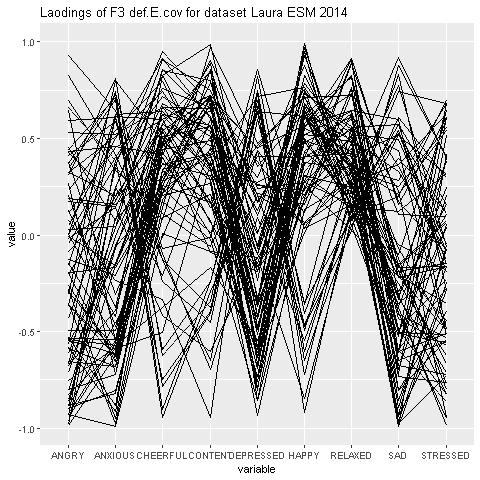 Laodings of F3 def.E.cov for dataset Laura ESM 2014
1.0
0.5
0.0
-0.5
-1.0
value
ANGRY ANXIOUS CHEERFUL CONTENT DEPRESSED HAPPY RELAXED SAD STRESSED
variable